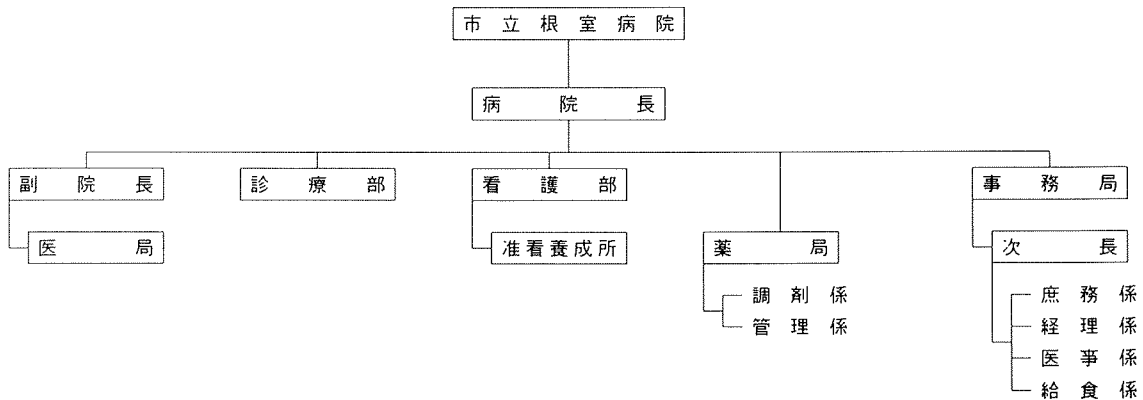 市立根室病院
病院長
副院長 診療部 看護部 事務局
医局 准看養成所 薬局 次長
調剤係 庶務係
管理係 経理係
医事係
給食係